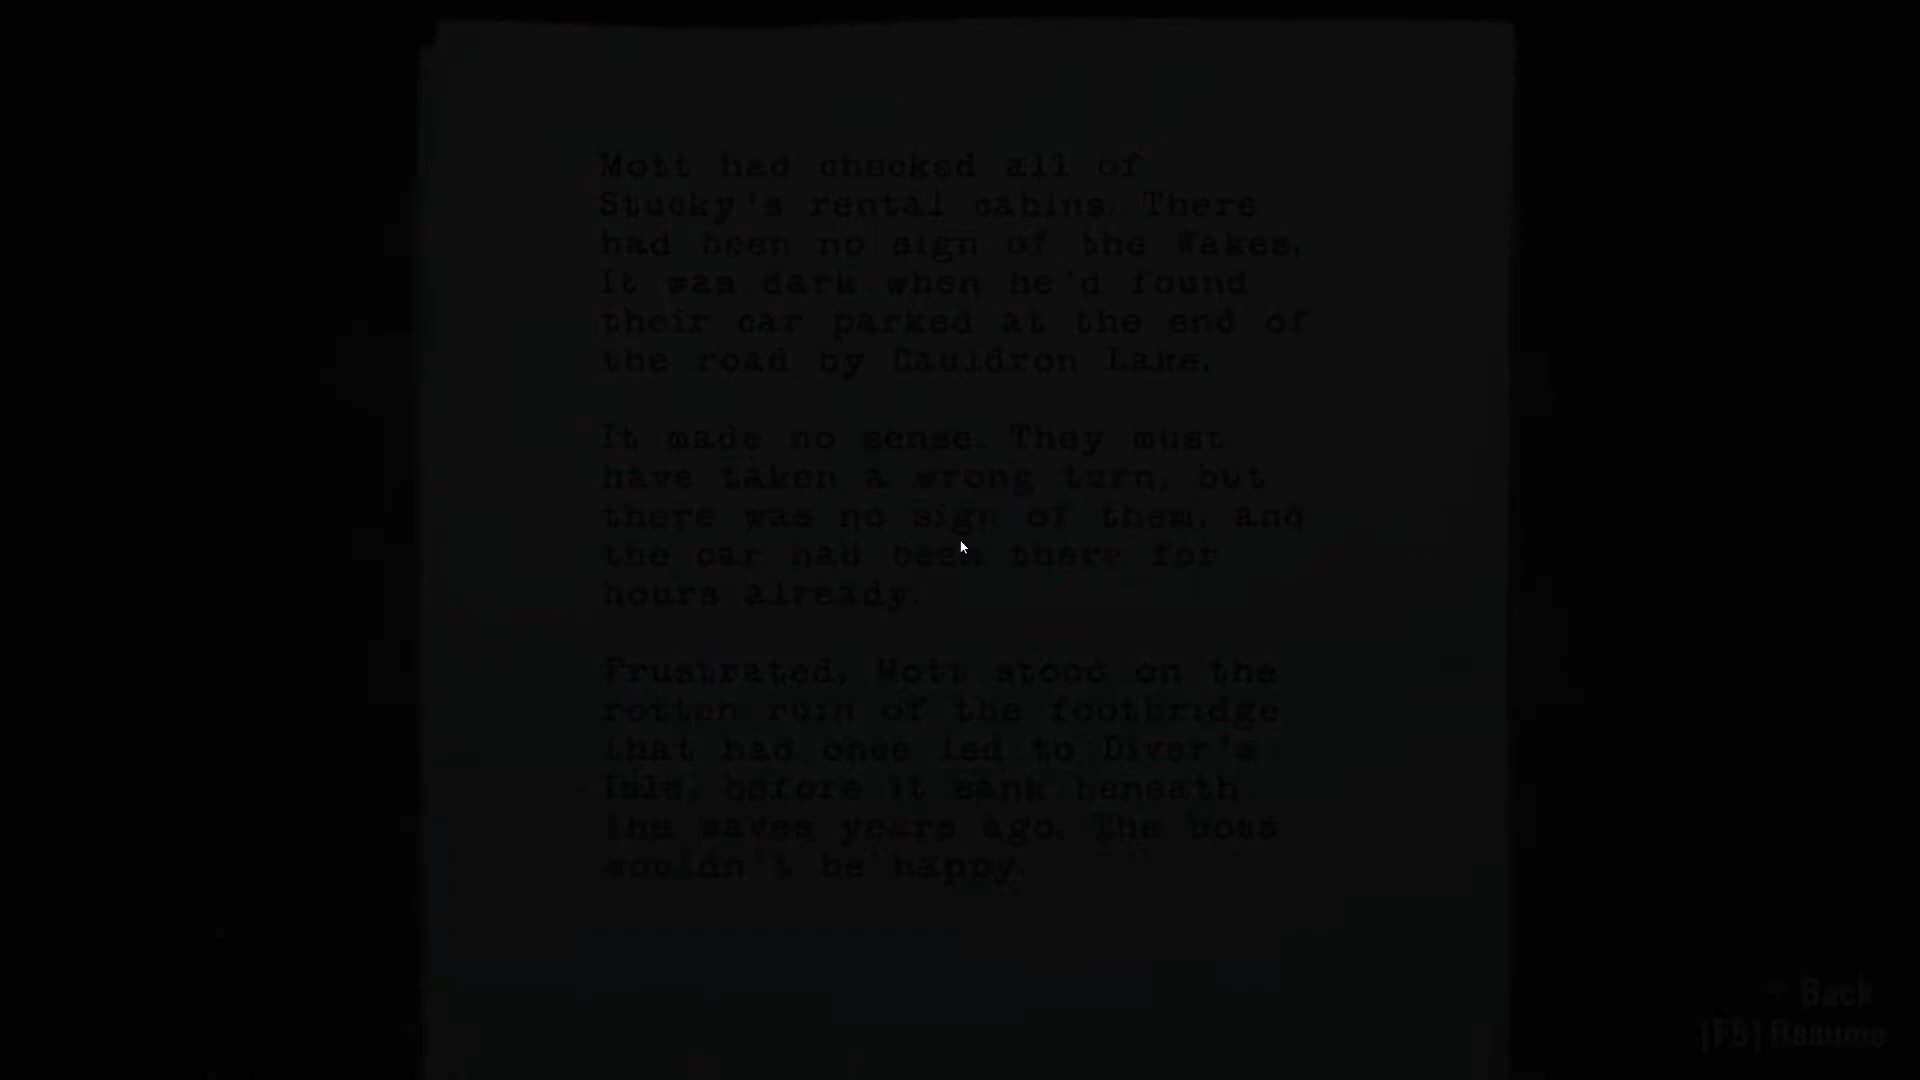 Mott had checked all of
Stucky's rental cabins. There
had been no sign of the Wakes.
It was dark when he'd found
their car parked at the end of
the road by Cauldron Lake.
It made no sense. They must
have taken a wrong turn, but
there was no sign of them, and
the car had been there for
hours already.
Frustrated, Mott stood on the
rotten ruin of the footbridge
that had once led to Diver's
Isle, before it sank beneath
the waves years ago. The boss
wouldn't be happy.
Back
[F5] Resume